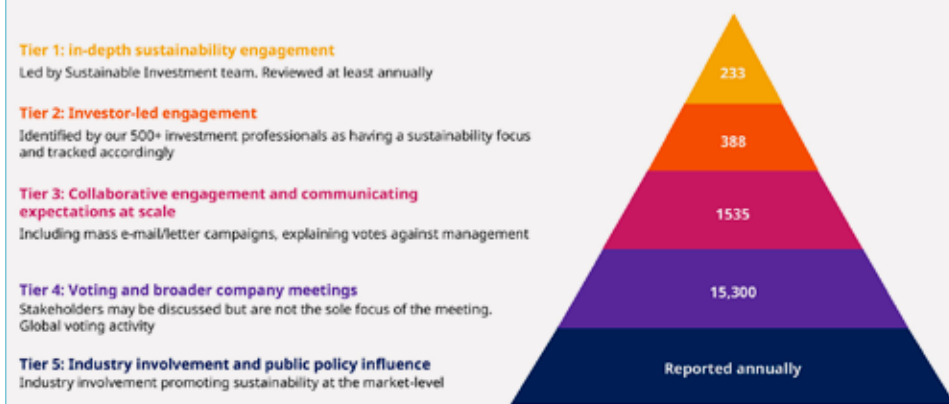 Tier 1: in-depth sustainability engagement
Led by Sustainable Investment team. Reviewed at least annually
233
Tier 2: Investor-led engagement
Identified by our 500+ investment professionals as having a sustainability focus
and tracked accordingly
388
Tier 3: Collaborative engagement and communicating
expectations at scale
Including mass e-mail/letter campaigns, explaining votes against management
1535
Tier 4: Voting and broader company meetings
Stakeholders may be discussed but are not the sole focus of the meeting.
Global voting activity
15,300
Tier 5: Industry involvement and public policy influence
Industry involvement promoting sustainability at the market-level
Reported annually